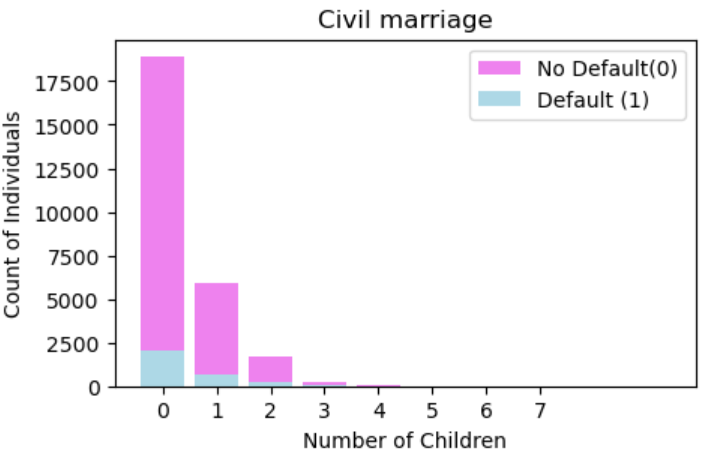 Civil marriage
No Default(0)
Default (1)
17500
15000
12500
10000
7500
5000
2500
0
Count of Individuals
0 1 2 3 4 5 6 7
Number of Children